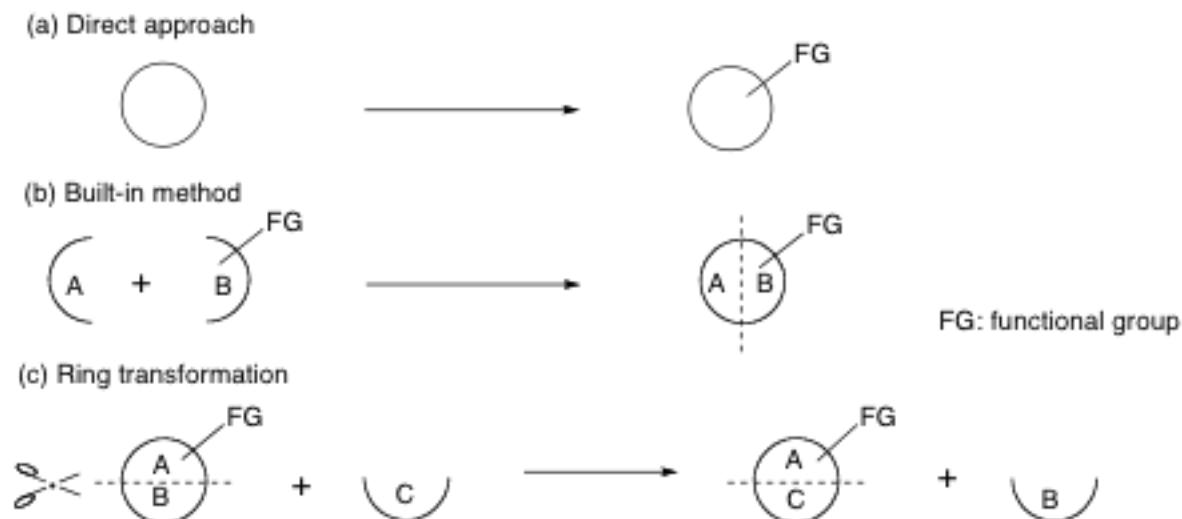 (a) Direct approach
FG
(b) Built-in method
FG
FG
A + B
A B
FG: functional group
(c) Ring transformation
FG
FG
A
B
+
C
A
C
+
B